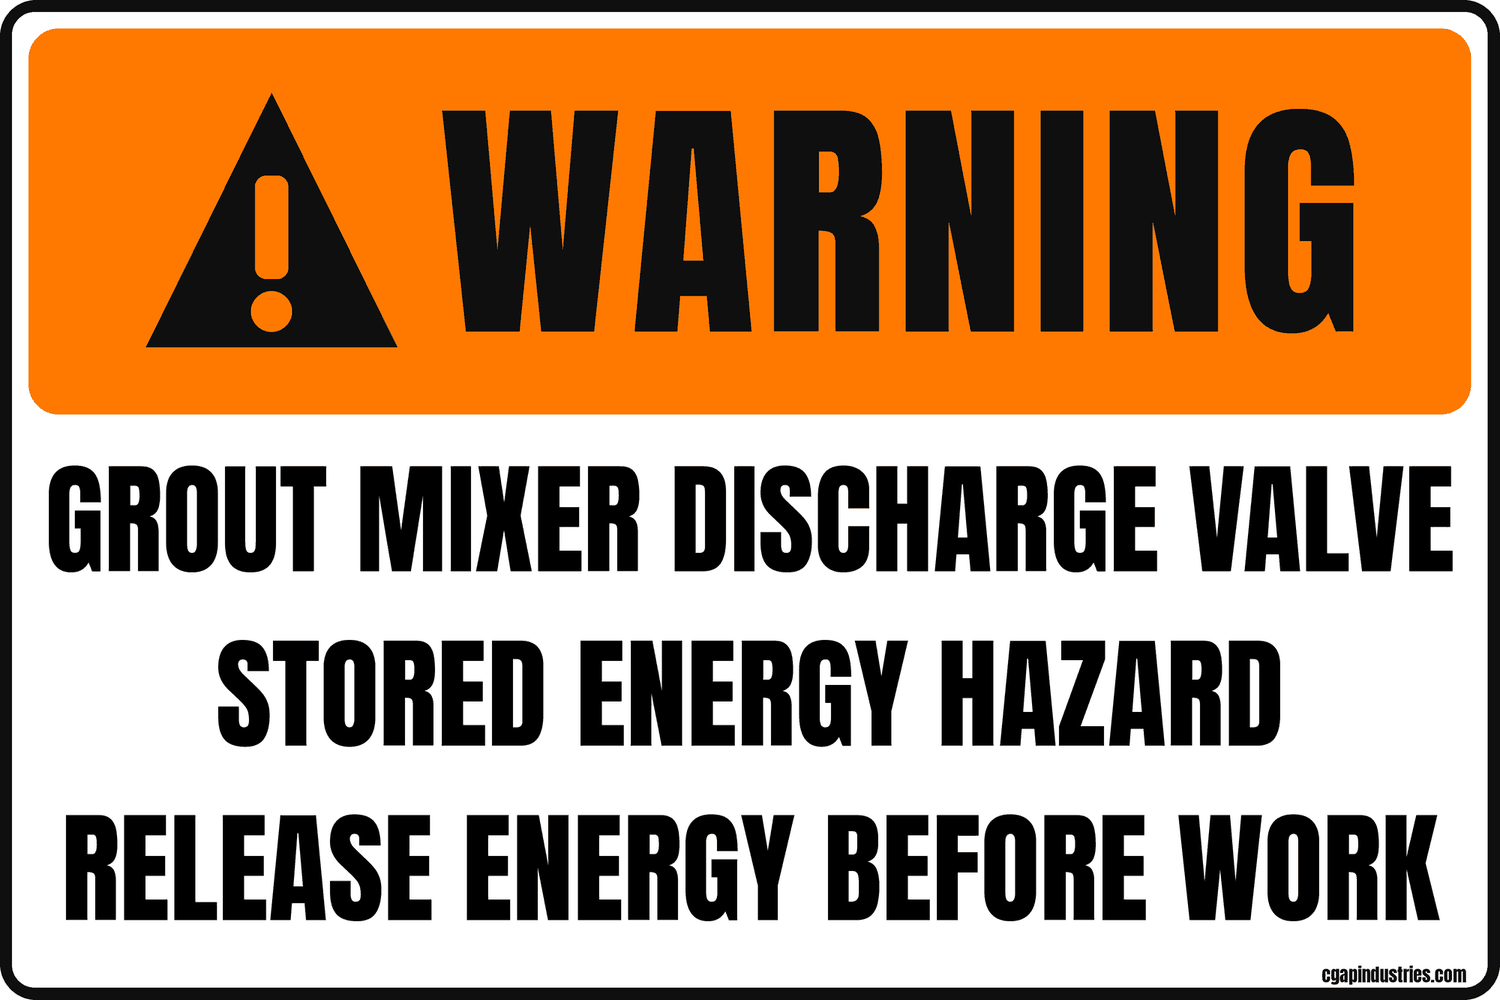 WARNING
GROUT MIXER DISCHARGE VALVE
STORED ENERGY HAZARD
RELEASE ENERGY BEFORE WORK
cgapindustries.com